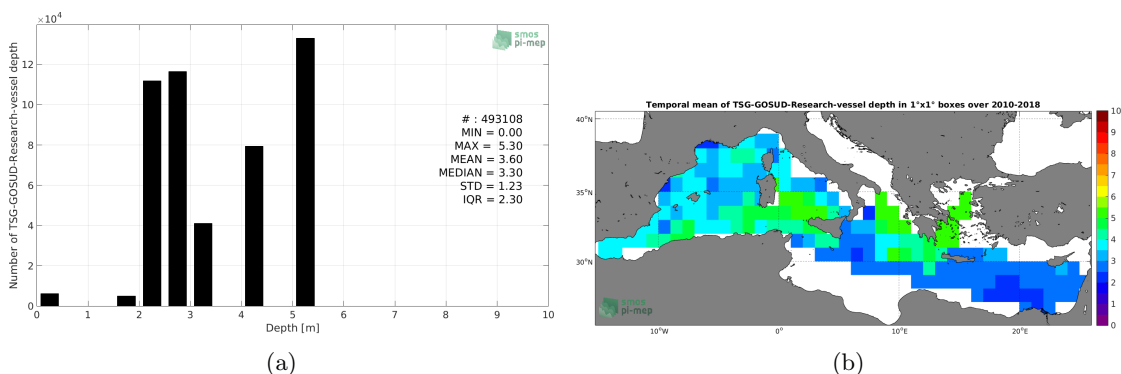 ×10⁴
smos
pi-mep
Number of TSG-GOSUD-Research-vessel depth
12
10
8
6
4
2
0
# : 493108
MIN = 0.00
MAX = 5.30
MEAN = 3.60
MEDIAN = 3.30
STD = 1.23
IQR = 2.30
0 1 2 3 4 5 6 7 8 9 10
Depth [m]
(a)
Temporal mean of TSG-GOSUD-Research-vessel depth in 1°x1° boxes over 2010-2018
40°N
35°N
30°N
10°W 0° 10°E 20°E
smos
pi-mep
10
9
8
7
6
5
4
3
2
1
0
(b)